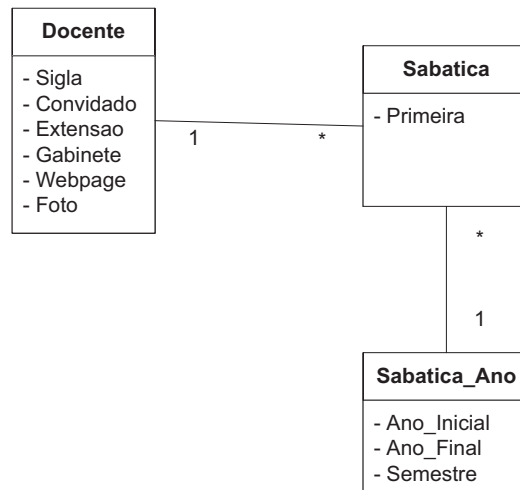 Docente
- Sigla
- Convidado
- Extensao
- Gabinete
- Webpage
- Foto
1
*
Sabatica
- Primeira
*
1
Sabatica_Ano
- Ano_Inicial
- Ano_Final
- Semestre